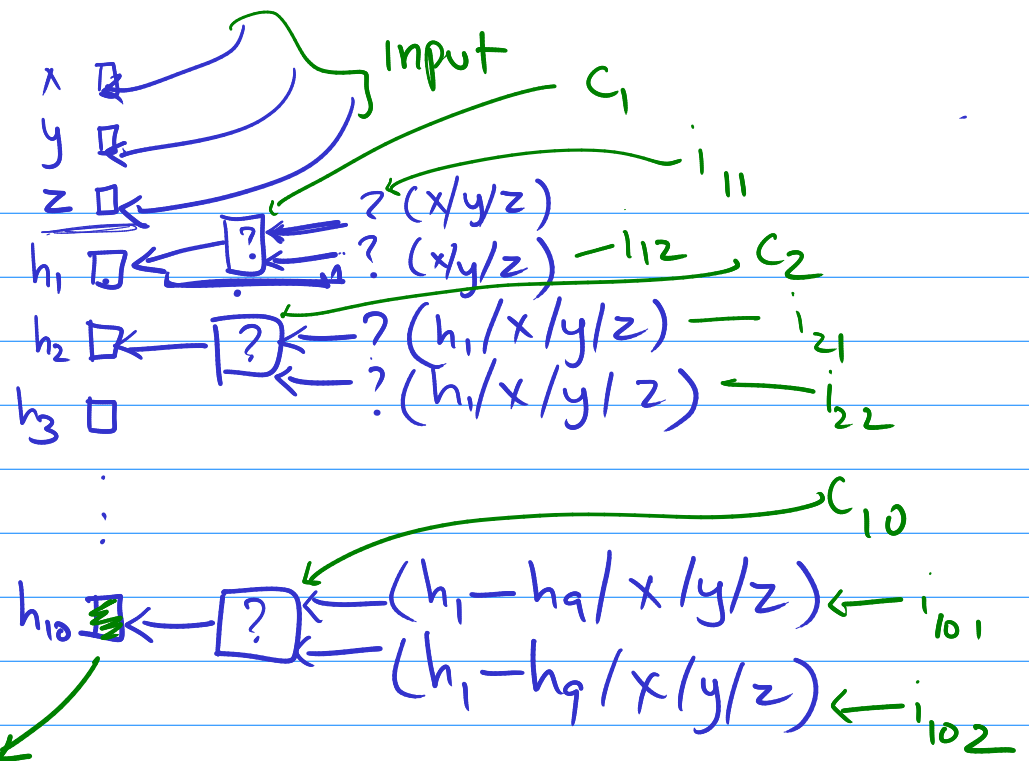 input
x
C1
y
i11
z
? (x/y/z)
h1 ? ? (x/y/z) i12
C2
h2 ? ? (h1/x/y/z) i21
? (h1/x/y/z) i22
h3
C10
h10 ? (h1-h9/x/y/z) i101
(h1-h9/x/y/z) i102